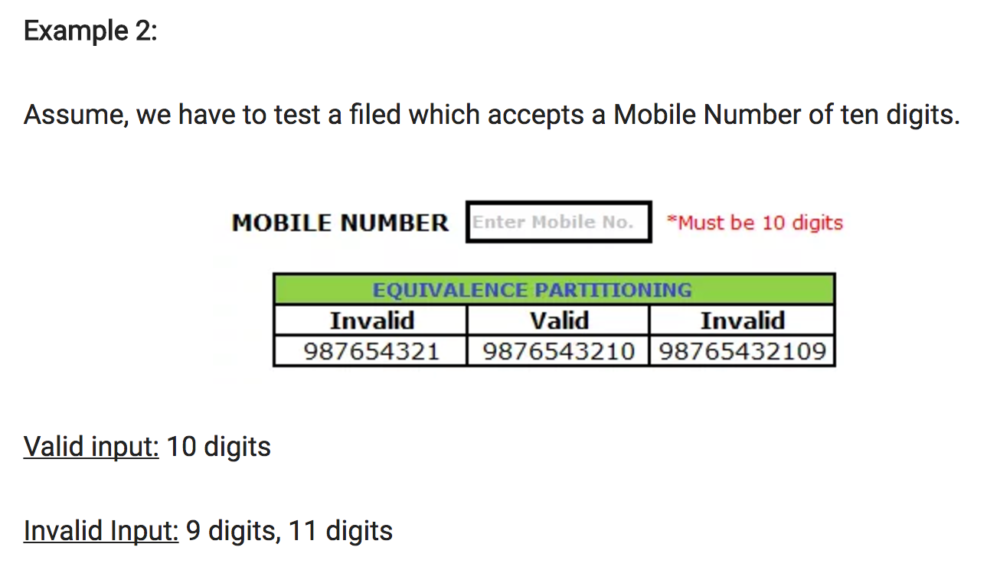 Example 2:
Assume, we have to test a filed which accepts a Mobile Number of ten digits.
MOBILE NUMBER Enter Mobile No. *Must be 10 digits
EQUIVALENCE PARTITIONING
Invalid Valid Invalid
987654321 9876543210 98765432109
Valid input: 10 digits
Invalid Input: 9 digits, 11 digits